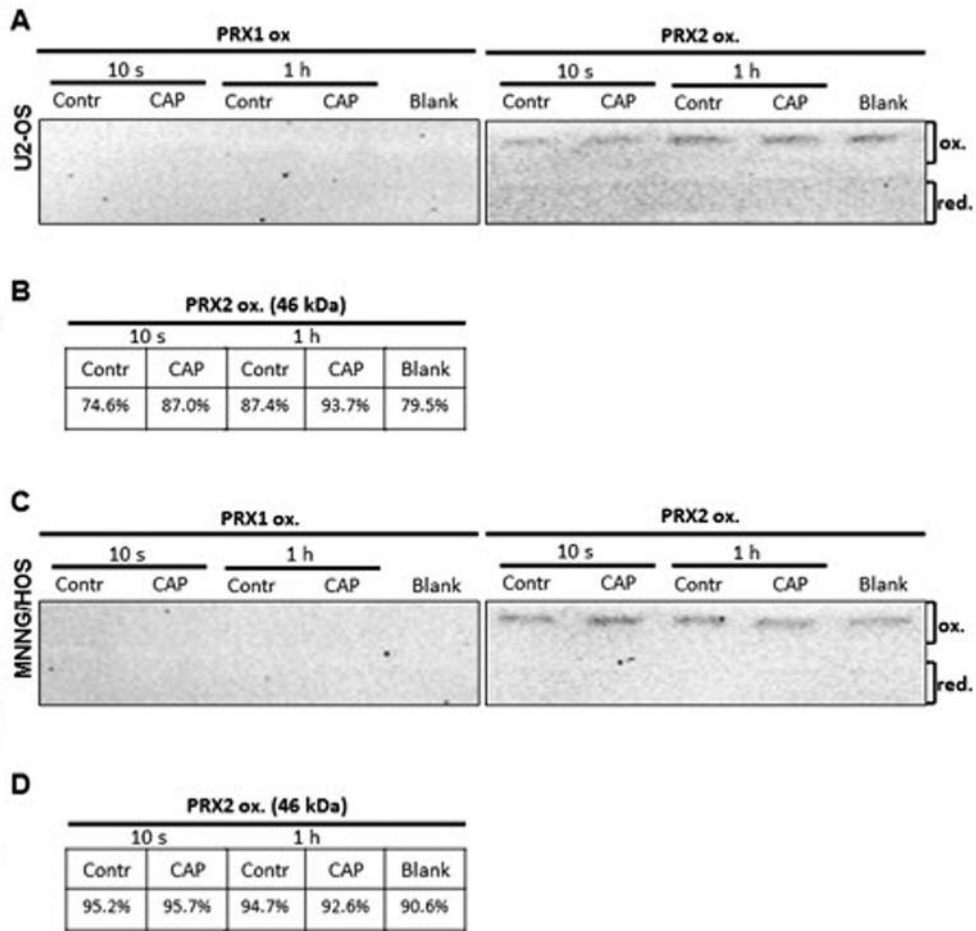 A
PRX1 ox
PRX2 ox.
10 s
1 h
10 s
1 h
Contr CAP Contr CAP Blank
Contr CAP Contr CAP Blank
U2-OS
ox.
red.
B
PRX2 ox. (46 kDa)
10 s 1 h
Contr CAP Contr CAP Blank
74.6% 87.0% 87.4% 93.7% 79.5%
C
PRX1 ox.
PRX2 ox.
10 s
1 h
10 s
1 h
Contr CAP Contr CAP Blank
Contr CAP Contr CAP Blank
MNNG/HOS
ox.
red.
D
PRX2 ox. (46 kDa)
10 s 1 h
Contr CAP Contr CAP Blank
95.2% 95.7% 94.7% 92.6% 90.6%